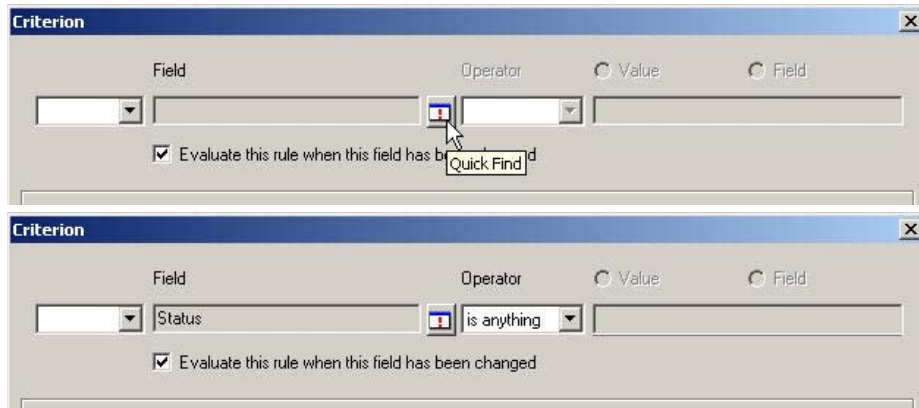 Criterion
Field Operator Value Field
Evaluate this rule when this field has b d
Quick Find
Criterion
Field Operator Value Field
Status is anything
Evaluate this rule when this field has been changed